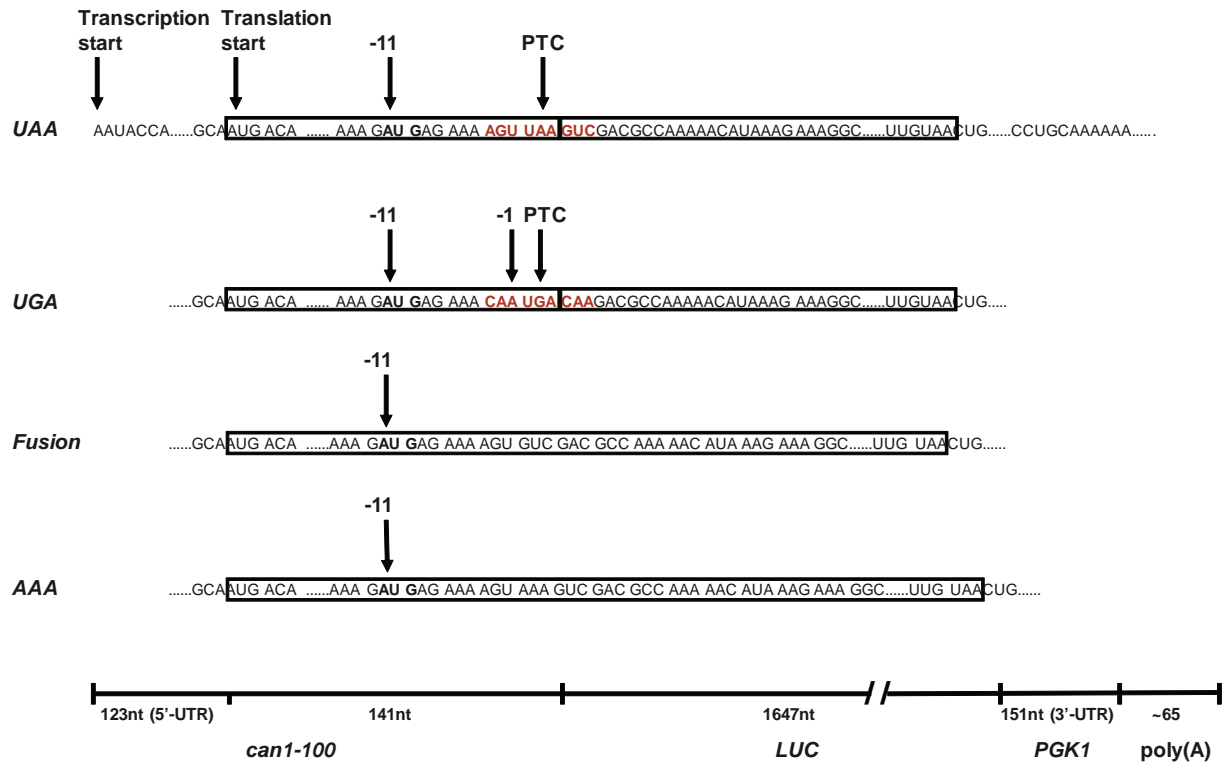 Transcription start
Translation start
-11
PTC
UAA
AAUACCA......GCAAUG ACA ...... AAA GAU GAG AAA AGU UAA GUCGACGCCAAAAACAUAAAGAAAGGC......UUGUAACUG......CCUGCAAAAAA......
-11
-1
PTC
UGA
......GCAAUG ACA ...... AAA GAU GAG AAA CAA UGA CAAGACGCCAAAAACAUAAAG AAAGGC......UUGUAACUG......
-11
Fusion
......GCAAUG ACA ......AAA GAU GAG AAA AGU GUC GAC GCC AAA AAC AUA AAG AAA GGC......UUG UAACUG......
-11
AAA
......GCAAUG ACA ......AAA GAU GAG AAA AGU AAA GUC GAC GCC AAA AAC AUA AAG AAA GGC......UUG UAACUG......
123nt (5'-UTR)
141nt
1647nt
151nt (3'-UTR)
~65
can1-100
LUC
PGK1
poly(A)